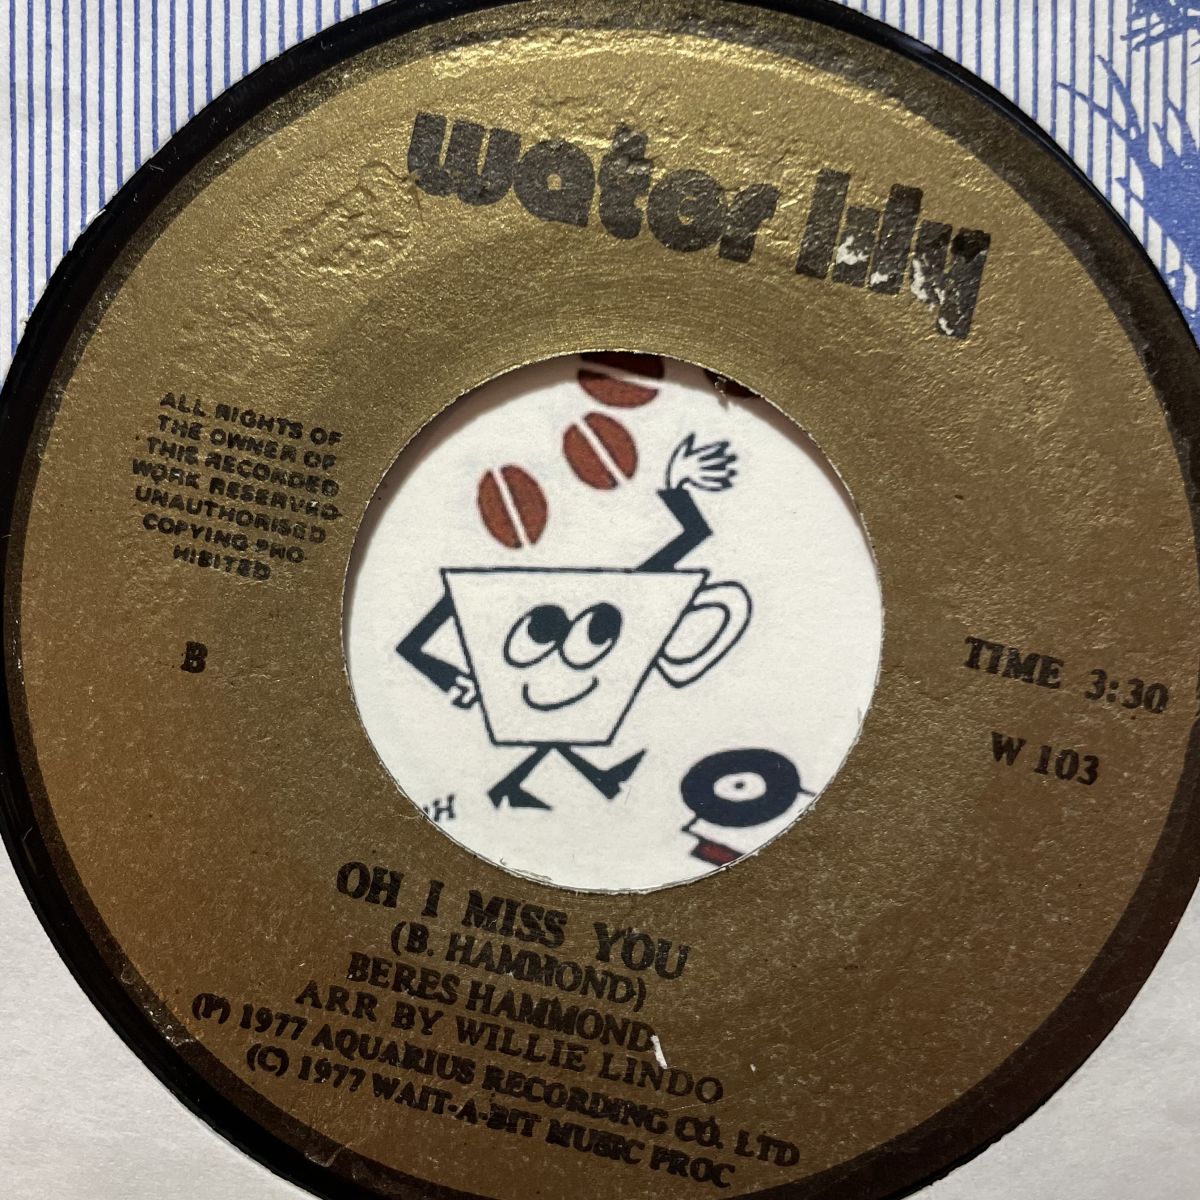 water lily
ALL RIGHTS OF
THE OWNER OF
THIS RECORDED
WORK RESERVED
UNAUTHORISED
COPYING PRO
HIBITED
B
TIME 3:30
W 103
OH I MISS YOU
(B. HAMMOND)
BERES HAMMOND
ARR BY WILLIE LINDO
(P) 1977 AQUARIUS RECORDING CO. LTD
(C) 1977 WAIT-A-BIT MUSIC PROC